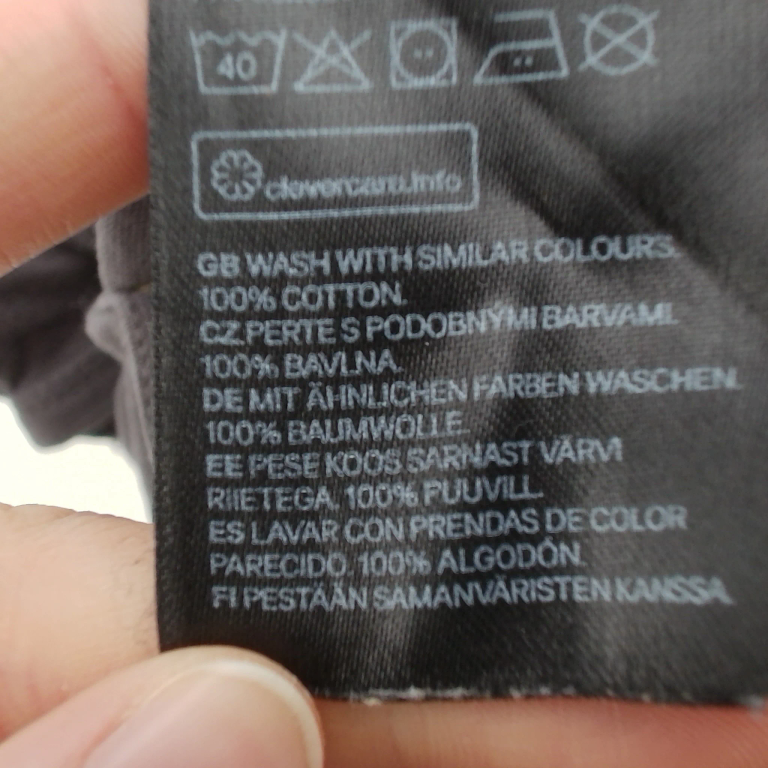 40
clevercare.info
GB WASH WITH SIMILAR COLOURS.
100% COTTON.
CZ PERTE S PODOBNÝMI BARVAMI.
100% BAVLNA.
DE MIT ÄHNLICHEN FARBEN WASCHEN.
100% BAUMWOLLE.
EE PESE KOOS SARNAST VÄRVI
RIIETEGA. 100% PUUVILL.
ES LAVAR CON PRENDAS DE COLOR
PARECIDO. 100% ALGODÓN.
FI PESTÄÄN SAMANVÄRISTEN KANSSA.